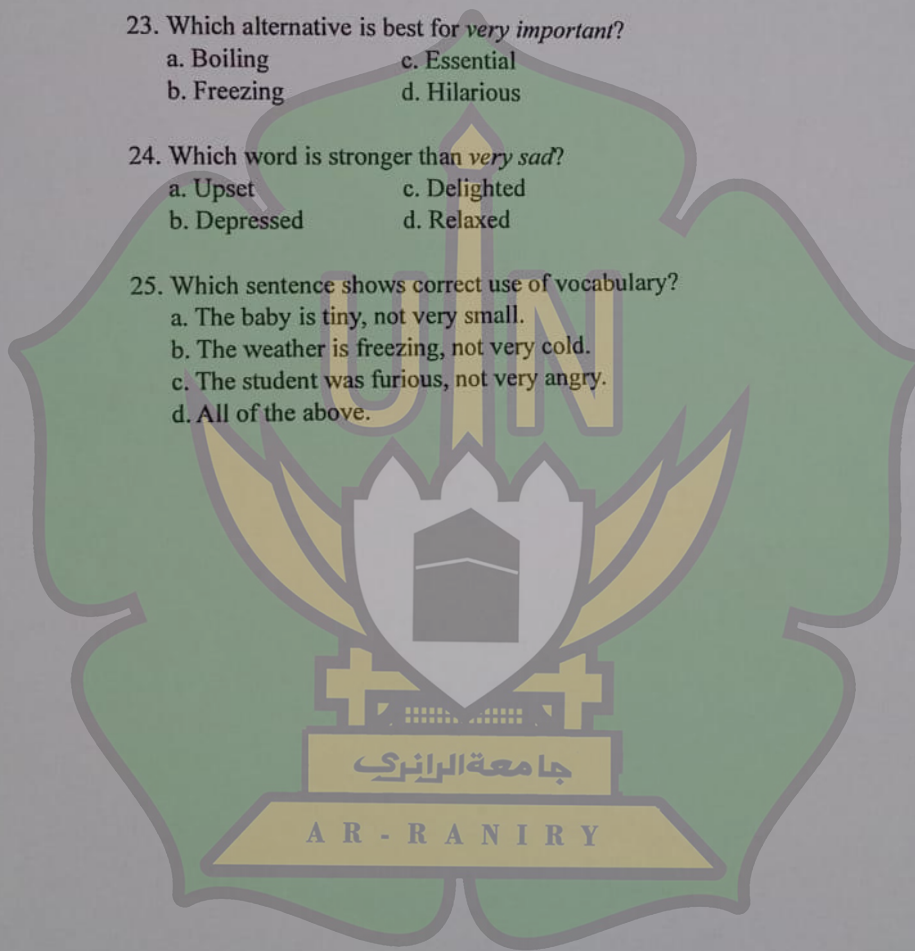 23. Which alternative is best for very important?
a. Boiling c. Essential
b. Freezing d. Hilarious
24. Which word is stronger than very sad?
a. Upset c. Delighted
b. Depressed d. Relaxed
25. Which sentence shows correct use of vocabulary?
a. The baby is tiny, not very small.
b. The weather is freezing, not very cold.
c. The student was furious, not very angry.
d. All of the above.
UIN
جامعة الرانري
AR-RANIRY